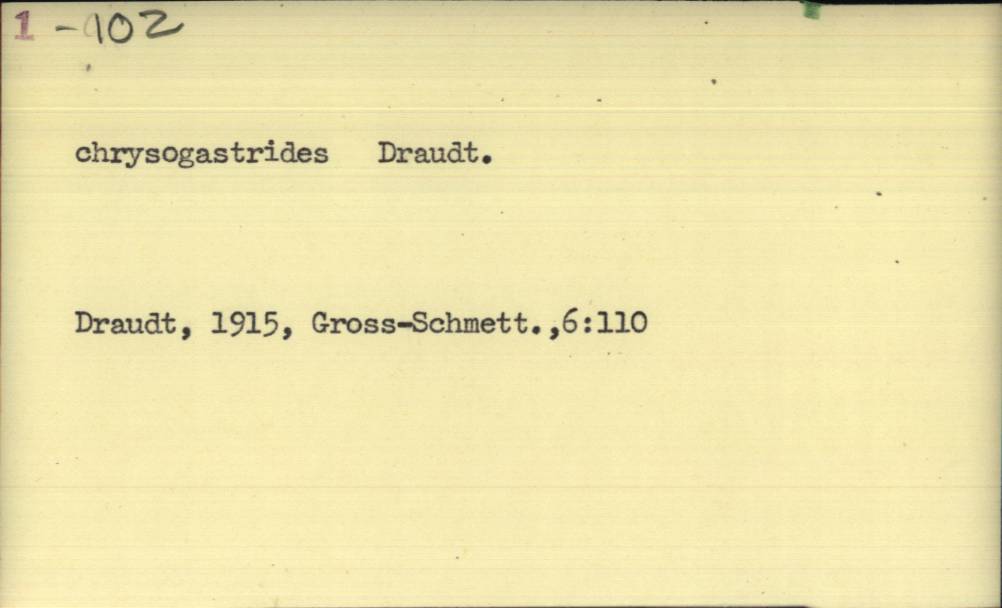 1 - 102
chrysogastrides Draudt.
Draudt, 1915, Gross-Schmett.,6:110